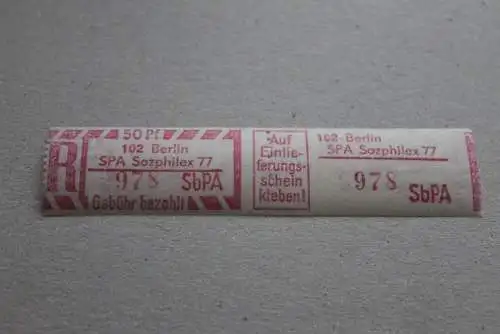 50 Pf
R
102 Berlin
SPA Sozphilex 77
978 SbPA
Gebühr bezahlt
Auf
Einlie-
ferungs-
schein
kleben!
102 Berlin
SPA Sozphilex 77
978
SbPA